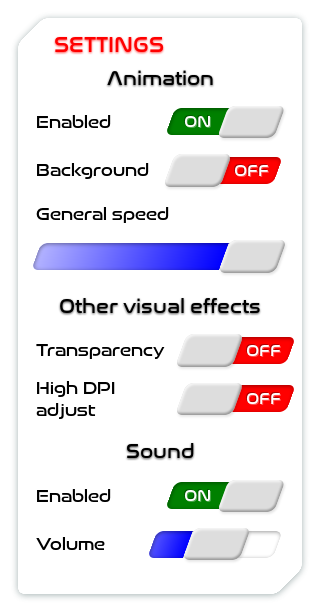 SETTINGS
Animation
Enabled ON
Background OFF
General speed
Other visual effects
Transparency OFF
High DPI
adjust OFF
Sound
Enabled ON
Volume